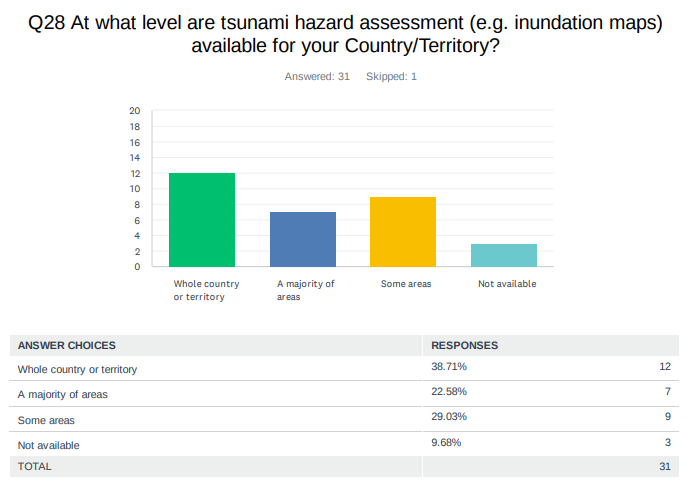 Q28 At what level are tsunami hazard assessment (e.g. inundation maps)
available for your Country/Territory?
Answered: 31 Skipped: 1
20
18
16
14
12
10
8
6
4
2
0
Whole country
or territory
A majority of
areas
Some areas
Not available
ANSWER CHOICES RESPONSES
Whole country or territory 38.71% 12
A majority of areas 22.58% 7
Some areas 29.03% 9
Not available 9.68% 3
TOTAL 31